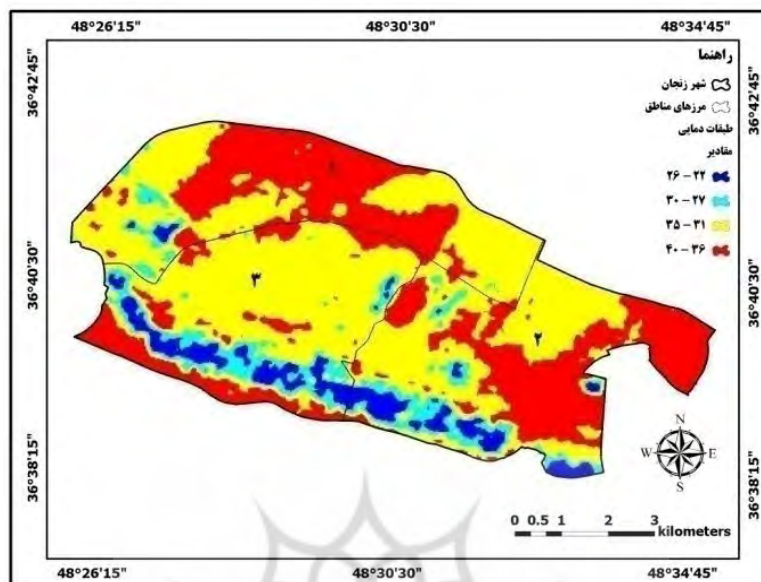 48°26'15" 48°30'30" 48°34'45"
36°42'45" 36°42'45"
راهنما
شهر زنجان
مرزهای مناطق
طبقات دمایی
مقادیر
۲۲ - ۲۶
۲۷ - ۳۰
۳۱ - ۳۵
۳۶ - ۴۰
۱
36°40'30" 36°40'30"
۳
۲
N
W E
S
36°38'15" 36°38'15"
0 0.5 1 2 3
kilometers
48°26'15" 48°30'30" 48°34'45"